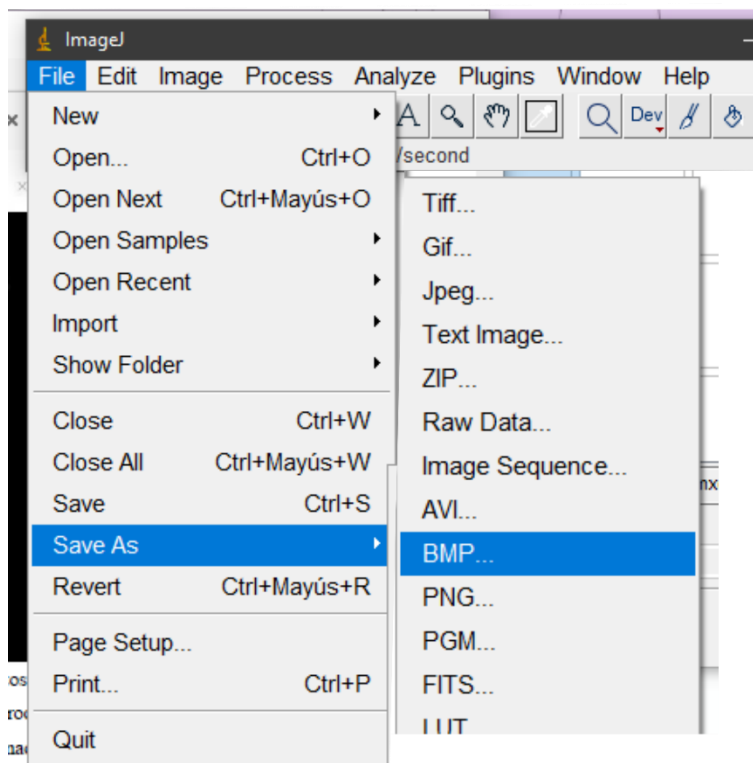 ImageJ
File Edit Image Process Analyze Plugins Window Help
A Dev
/second
New
Open... Ctrl+O
Open Next Ctrl+Mayús+O
Open Samples
Open Recent
Import
Show Folder
Close Ctrl+W
Close All Ctrl+Mayús+W
Save Ctrl+S
Save As
Revert Ctrl+Mayús+R
Page Setup...
Print... Ctrl+P
Quit
Tiff...
Gif...
Jpeg...
Text Image...
ZIP...
Raw Data...
Image Sequence...
AVI...
BMP...
PNG...
PGM...
FITS...
LUT